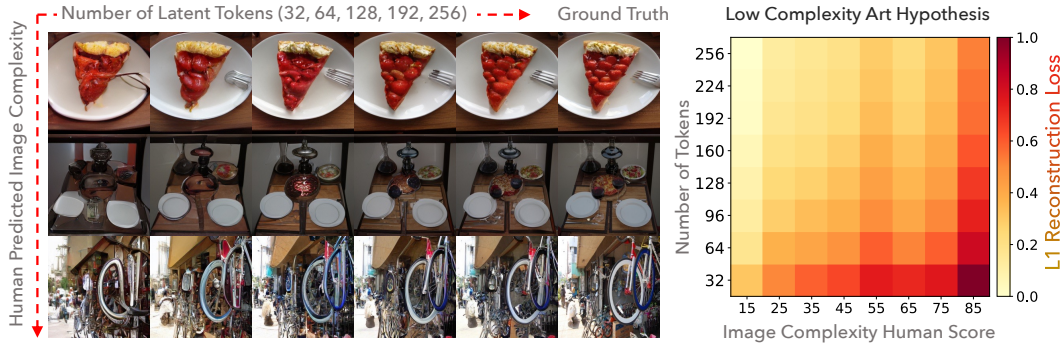 Number of Latent Tokens (32, 64, 128, 192, 256)
Ground Truth
Human Predicted Image Complexity
Low Complexity Art Hypothesis
Number of Tokens
256
224
192
160
128
96
64
32
15 25 35 45 55 65 75 85
Image Complexity Human Score
1.0
0.8
0.6
0.4
0.2
0.0
L1 Reconstruction Loss